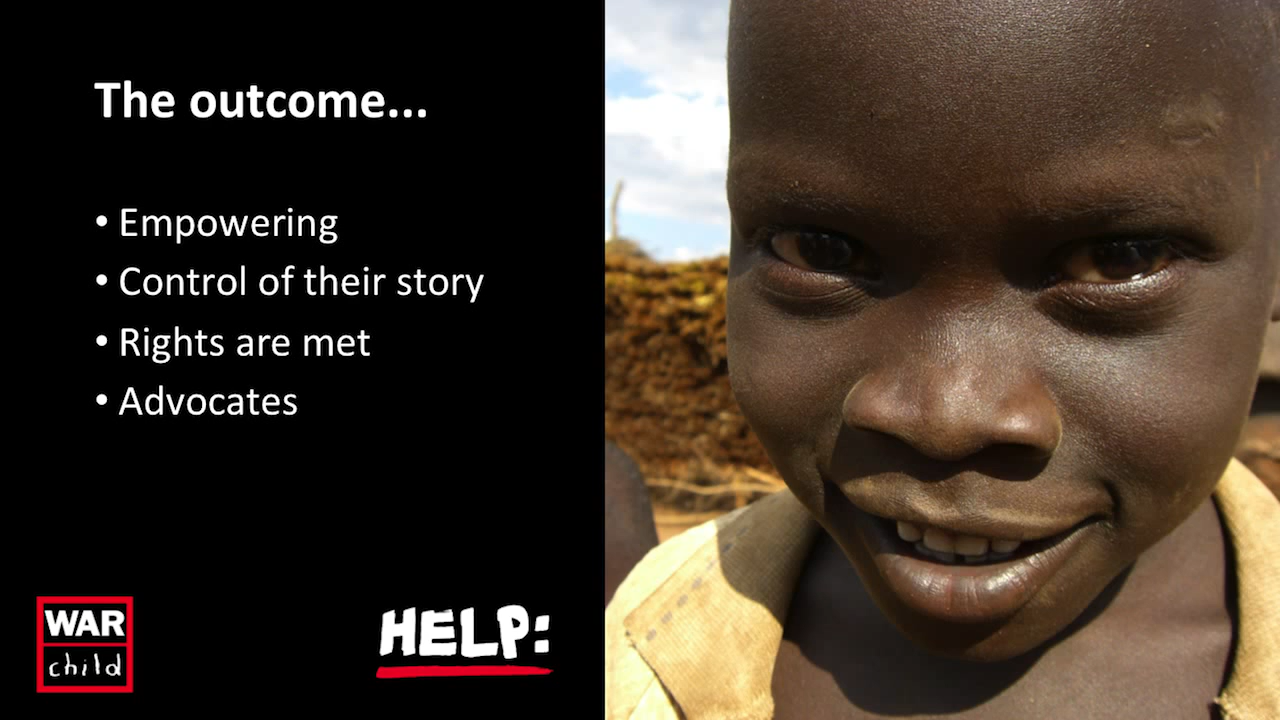 The outcome...
• Empowering
• Control of their story
• Rights are met
• Advocates
WAR
child
HELP: